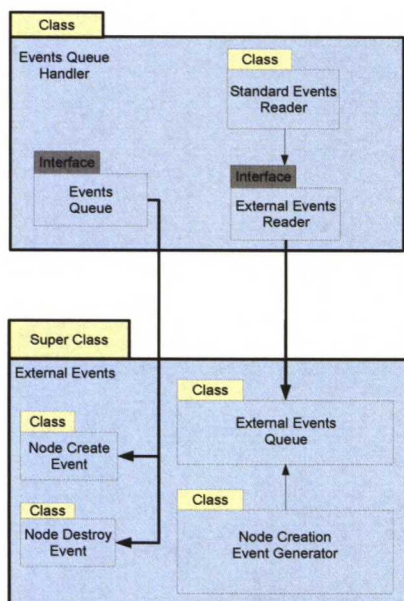 Class
Events Queue
Handler
Class
Standard Events
Reader
Interface
Events
Queue
Interface
External Events
Reader
Super Class
External Events
Class
Node Create
Event
Class
Node Destroy
Event
Class
External Events
Queue
Class
Node Creation
Event Generator